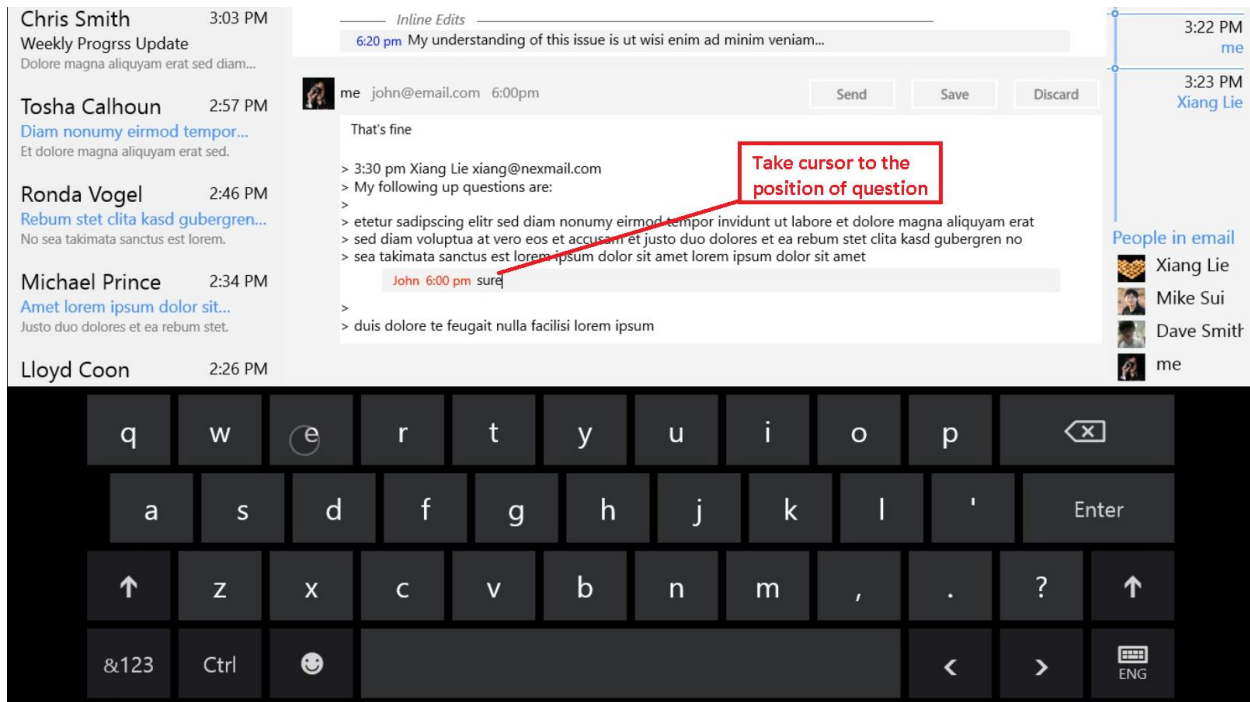 Chris Smith 3:03 PM
Weekly Progrss Update
Dolore magna aliquyam erat sed diam...
Tosha Calhoun 2:57 PM
Diam nonumy eirmod tempor...
Et dolore magna aliquyam erat sed.
Ronda Vogel 2:46 PM
Rebum stet clita kasd gubergren...
No sea takimata sanctus est lorem.
Michael Prince 2:34 PM
Amet lorem ipsum dolor sit...
Justo duo dolores et ea rebum stet.
Lloyd Coon 2:26 PM
Inline Edits
6:20 pm My understanding of this issue is ut wisi enim ad minim veniam...
me john@email.com 6:00pm
Send Save Discard
That's fine
> 3:30 pm Xiang Lie xiang@nexmail.com
> My following up questions are:
>
> etetur sadipscing elitr sed diam nonumy eirmod tempor invidunt ut labore et dolore magna aliquyam erat
> sed diam voluptua at vero eos et accusam et justo duo dolores et ea rebum stet clita kasd gubergren no
> sea takimata sanctus est lorem ipsum dolor sit amet lorem ipsum dolor sit amet
John 6:00 pm sure
>
> duis dolore te feugait nulla facilisi lorem ipsum
Take cursor to the
position of question
3:22 PM
me
3:23 PM
Xiang Lie
People in email
Xiang Lie
Mike Sui
Dave Smith
me
q w e r t y u i o p
a s d f g h j k l ' Enter
z x c v b n m , . ?
&123 Ctrl < >
ENG